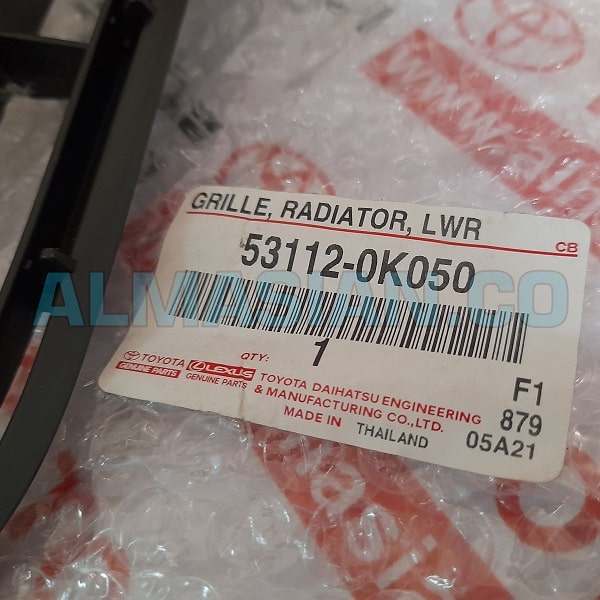 GRILLE, RADIATOR, LWR
CB
53112-0K050
QTY: 1
TOYOTA
GENUINE PARTS
LEXUS
GENUINE PARTS
TOYOTA DAIHATSU ENGINEERING
& MANUFACTURING CO.,LTD.
MADE IN THAILAND
F1
879
05A21
ALMASIAN.CO